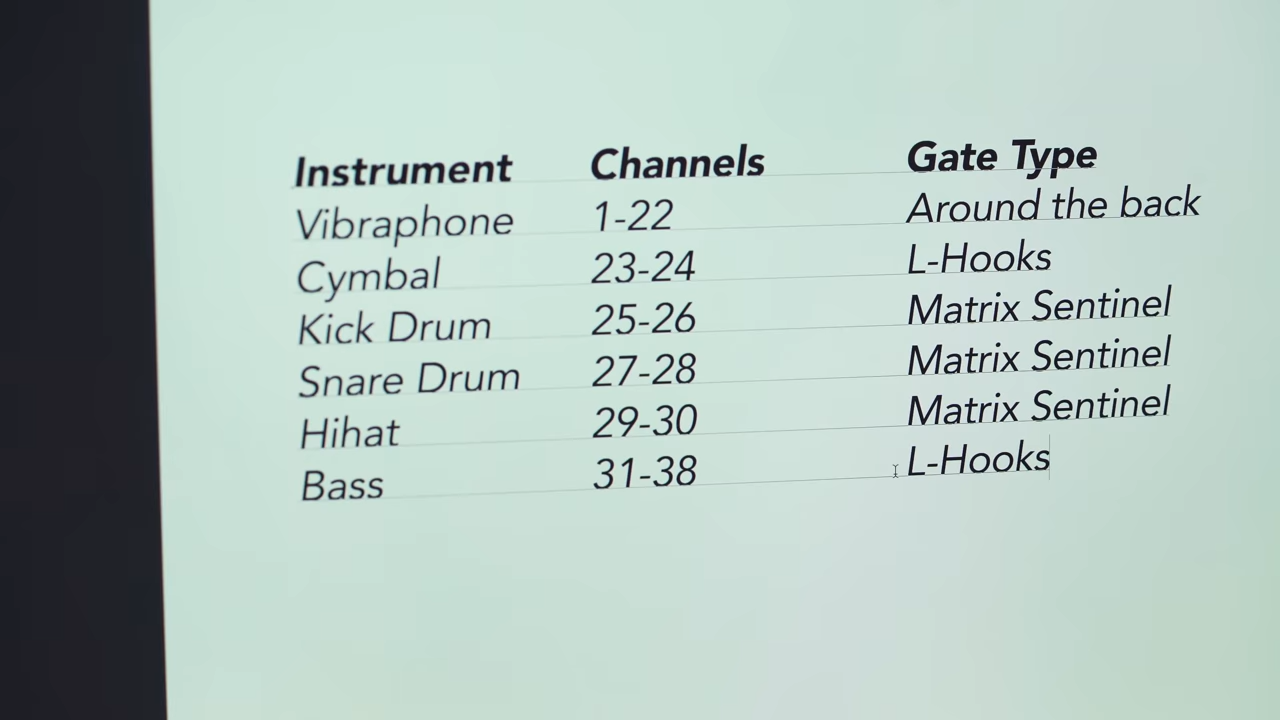 Instrument Channels Gate Type
Vibraphone 1-22 Around the back
Cymbal 23-24 L-Hooks
Kick Drum 25-26 Matrix Sentinel
Snare Drum 27-28 Matrix Sentinel
Hihat 29-30 Matrix Sentinel
Bass 31-38 L-Hooks